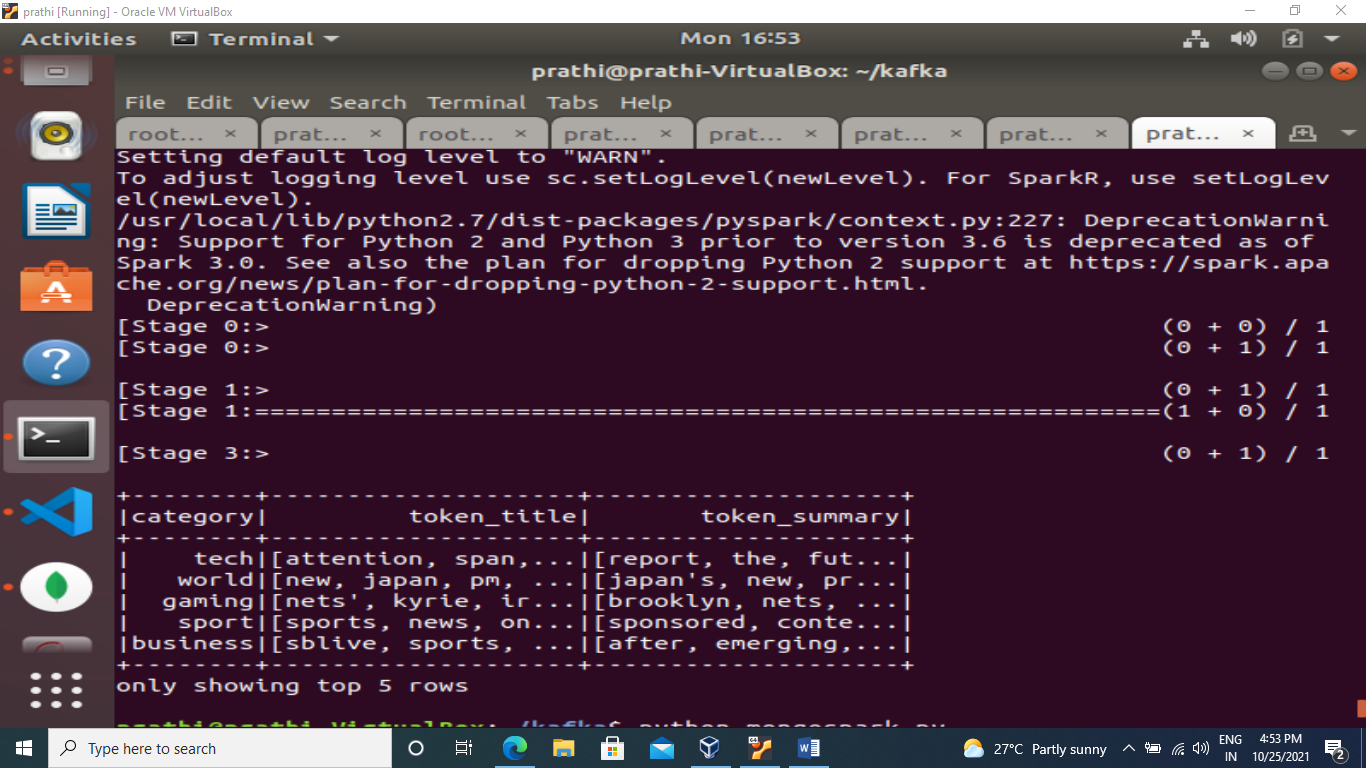 prathi [Running] - Oracle VM VirtualBox
Activities Terminal Mon 16:53
prathi@prathi-VirtualBox: ~/kafka
File Edit View Search Terminal Tabs Help
root... × prat... × root... × prat... × prat... × prat... × prat... × prat... ×
Setting default log level to "WARN".
To adjust logging level use sc.setLogLevel(newLevel). For SparkR, use setLogLev
el(newLevel).
/usr/local/lib/python2.7/dist-packages/pyspark/context.py:227: DeprecationWarni
ng: Support for Python 2 and Python 3 prior to version 3.6 is deprecated as of
Spark 3.0. See also the plan for dropping Python 2 support at https://spark.apa
che.org/news/plan-for-dropping-python-2-support.html.
  DeprecationWarning)
[Stage 0:> (0 + 0) / 1
[Stage 0:> (0 + 1) / 1
[Stage 1:> (0 + 1) / 1
[Stage 1:===========================================================(1 + 0) / 1
[Stage 3:> (0 + 1) / 1
+--------+--------------------+--------------------+
|category|         token_title|       token_summary|
+--------+--------------------+--------------------+
|    tech|[attention, span,...|[report, the, fut...|
|   world|[new, japan, pm, ...|[japan's, new, pr...|
|  gaming|[nets', kyrie, ir...|[brooklyn, nets, ...|
|   sport|[sports, news, on...|[sponsored, conte...|
|business|[sblive, sports, ...|[after, emerging,...|
+--------+--------------------+--------------------+
only showing top 5 rows
prathi@prathi-VirtualBox:~/kafka$ python mongospark.py
Type here to search 27°C Partly sunny ENG 4:53 PM
IN 10/25/2021 2